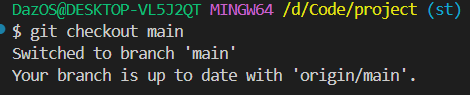 DazOS@DESKTOP-VL5J2QT MINGW64 /d/Code/project (st)
$ git checkout main
Switched to branch 'main'
Your branch is up to date with 'origin/main'.